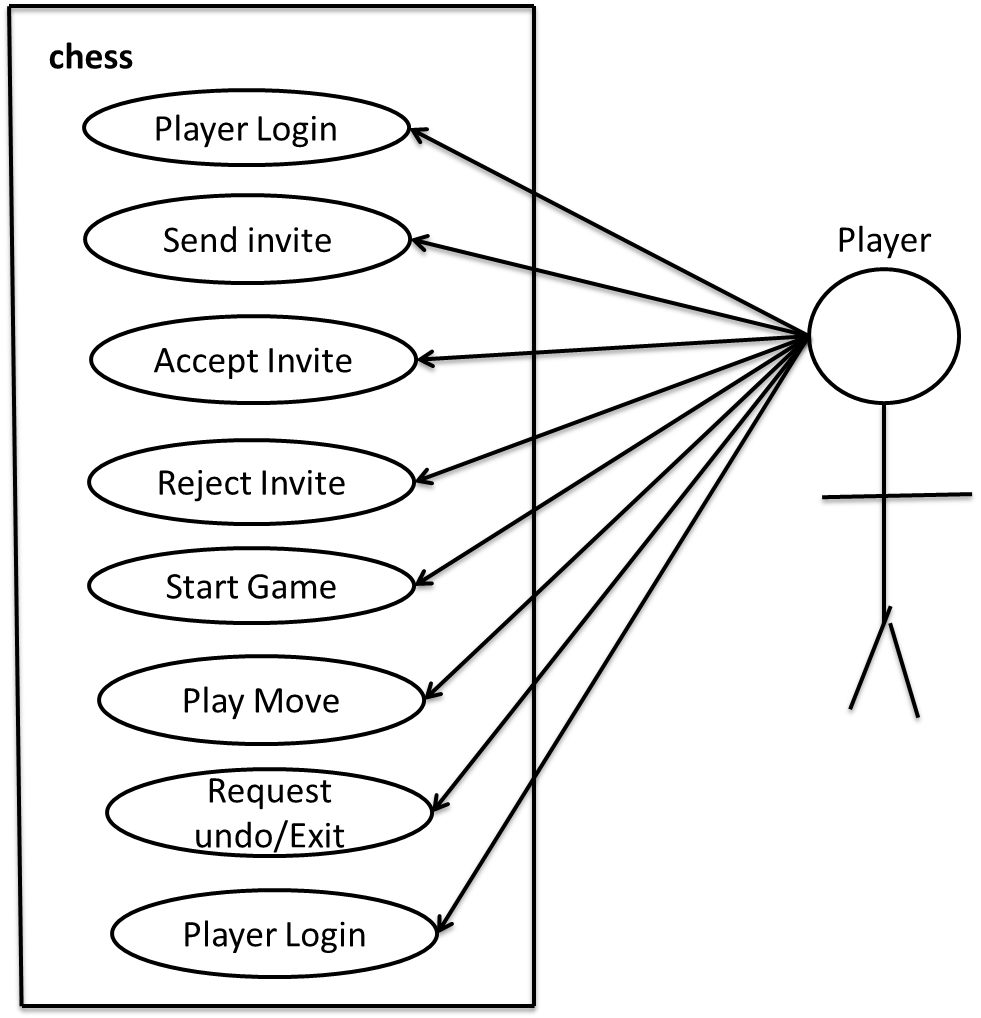 chess
Player Login
Send invite
Player
Accept Invite
Reject Invite
Start Game
Play Move
Request
undo/Exit
Player Login